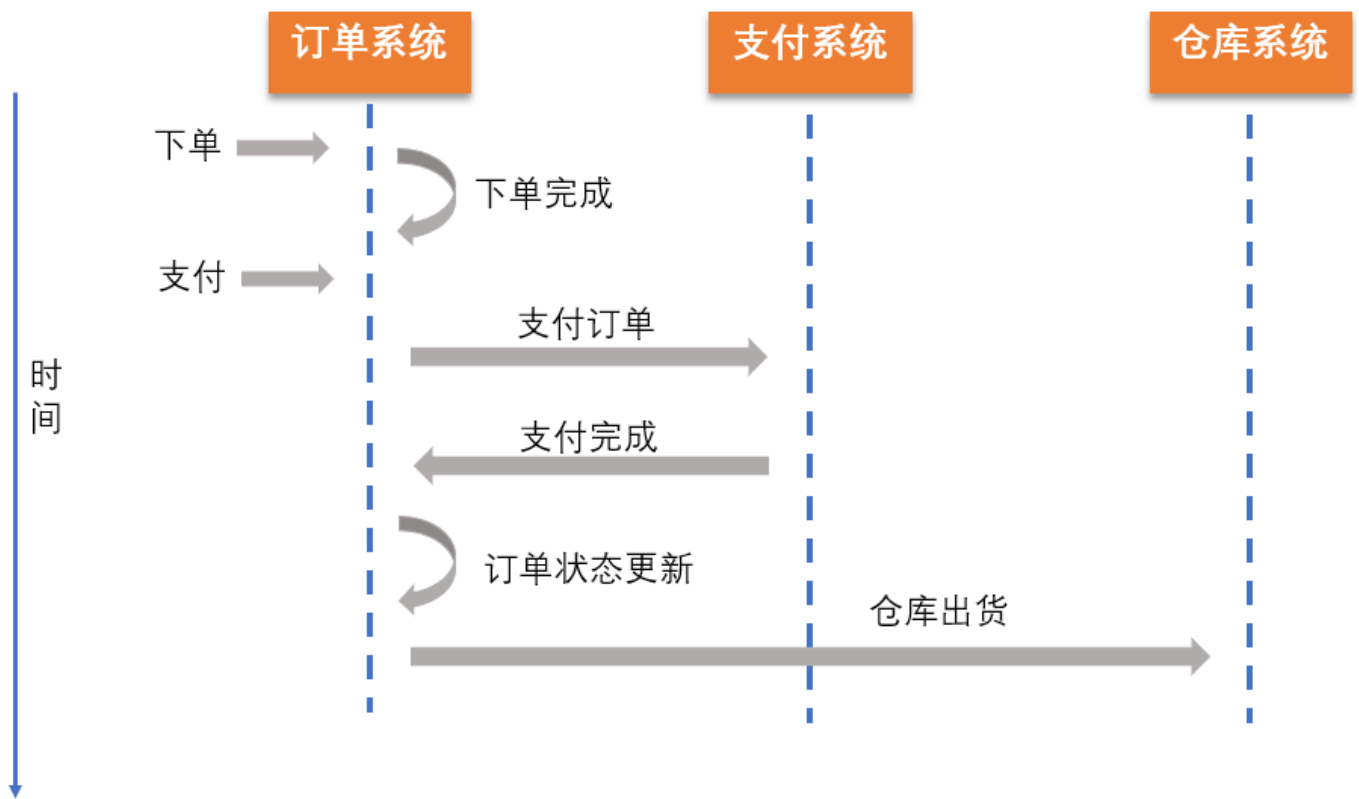 订单系统
支付系统
仓库系统
下单
下单完成
支付
支付订单
时
间
支付完成
订单状态更新
仓库出货